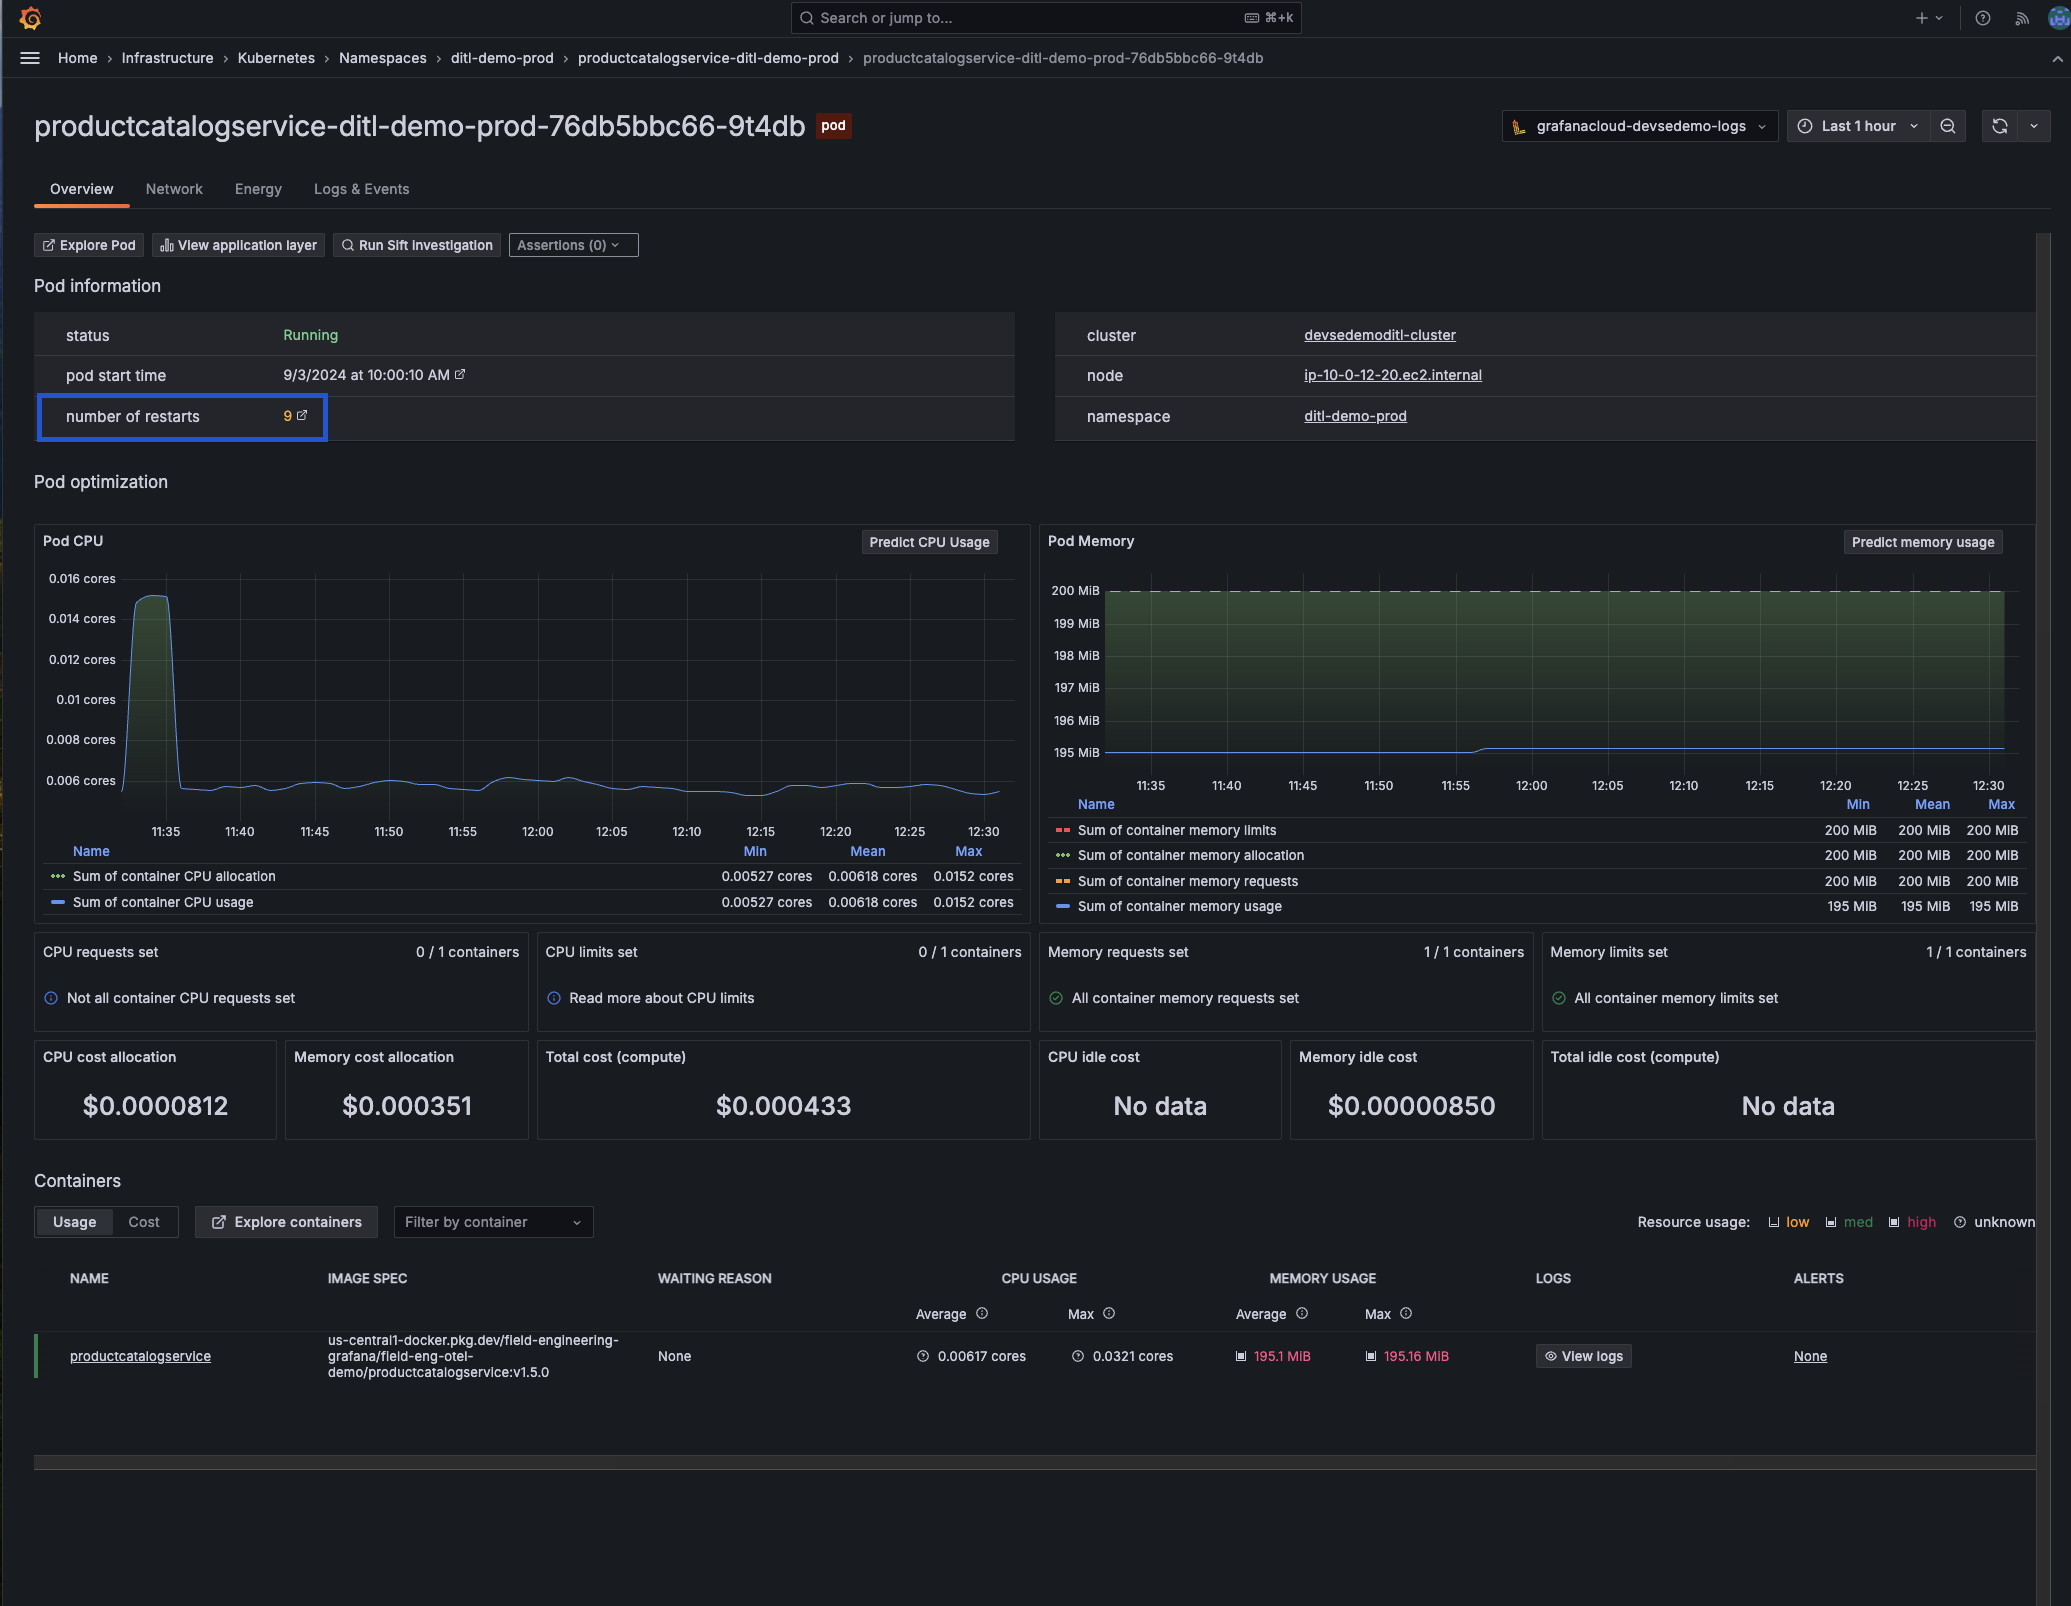 Search or jump to...
⌘+k
Home › Infrastructure › Kubernetes › Namespaces › ditl-demo-prod › productcatalogservice-ditl-demo-prod › productcatalogservice-ditl-demo-prod-76db5bbc66-9t4db
productcatalogservice-ditl-demo-prod-76db5bbc66-9t4db pod
grafanacloud-devsedemo-logs
Last 1 hour
Overview Network Energy Logs & Events
Explore Pod View application layer Run Sift investigation Assertions (0)
Pod information
status Running
pod start time 9/3/2024 at 10:00:10 AM
number of restarts 9
cluster devsedemoditl-cluster
node ip-10-0-12-20.ec2.internal
namespace ditl-demo-prod
Pod optimization
Pod CPU Predict CPU Usage
0.016 cores
0.014 cores
0.012 cores
0.01 cores
0.008 cores
0.006 cores
11:35 11:40 11:45 11:50 11:55 12:00 12:05 12:10 12:15 12:20 12:25 12:30
Name Min Mean Max
Sum of container CPU allocation 0.00527 cores 0.00618 cores 0.0152 cores
Sum of container CPU usage 0.00527 cores 0.00618 cores 0.0152 cores
Pod Memory Predict memory usage
200 MiB
199 MiB
198 MiB
197 MiB
196 MiB
195 MiB
11:35 11:40 11:45 11:50 11:55 12:00 12:05 12:10 12:15 12:20 12:25 12:30
Name Min Mean Max
Sum of container memory limits 200 MiB 200 MiB 200 MiB
Sum of container memory allocation 200 MiB 200 MiB 200 MiB
Sum of container memory requests 200 MiB 200 MiB 200 MiB
Sum of container memory usage 195 MiB 195 MiB 195 MiB
CPU requests set 0 / 1 containers
Not all container CPU requests set
CPU limits set 0 / 1 containers
Read more about CPU limits
Memory requests set 1 / 1 containers
All container memory requests set
Memory limits set 1 / 1 containers
All container memory limits set
CPU cost allocation
$0.0000812
Memory cost allocation
$0.000351
Total cost (compute)
$0.000433
CPU idle cost
No data
Memory idle cost
$0.00000850
Total idle cost (compute)
No data
Containers
Usage Cost Explore containers Filter by container
Resource usage: low med high unknown
NAME IMAGE SPEC WAITING REASON CPU USAGE MEMORY USAGE LOGS ALERTS
Average Max Average Max
productcatalogservice
us-central1-docker.pkg.dev/field-engineering-
grafana/field-eng-otel-
demo/productcatalogservice:v1.5.0
None 0.00617 cores 0.0321 cores 195.1 MiB 195.16 MiB View logs None